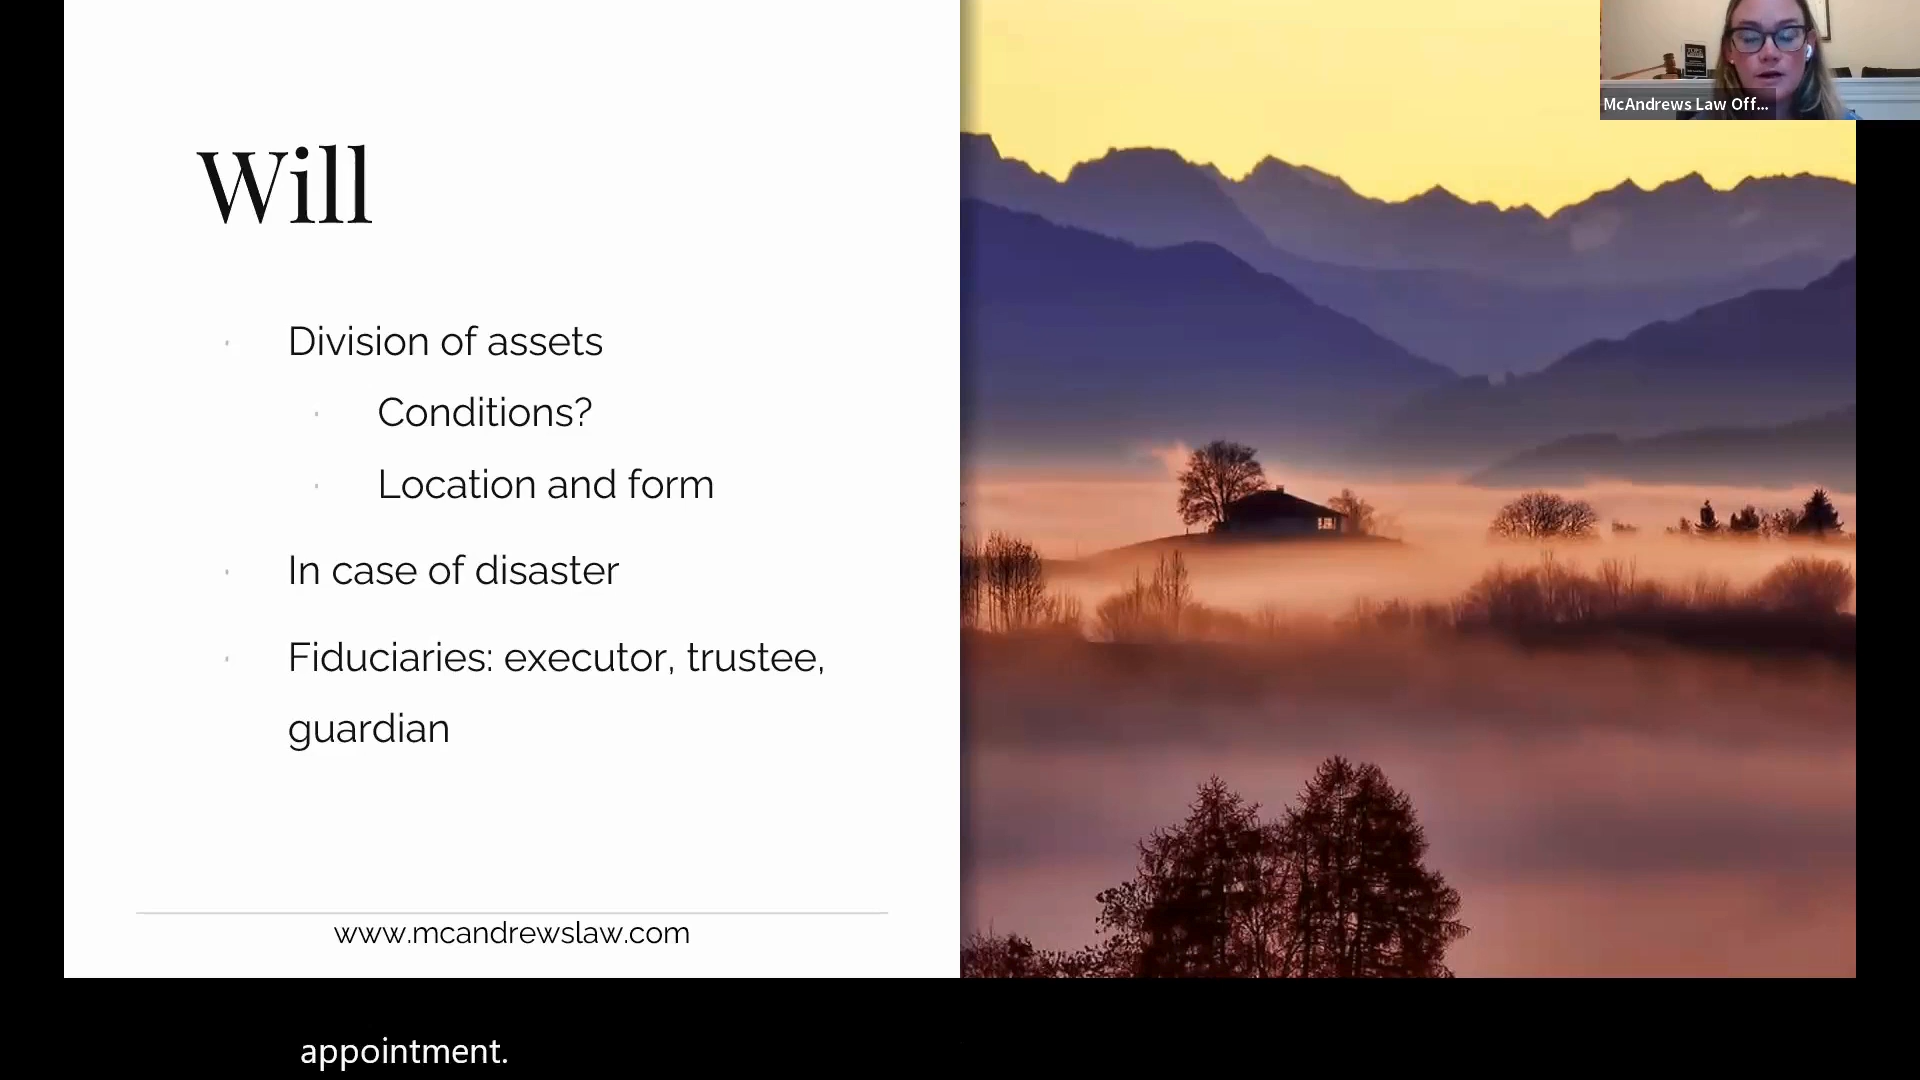 McAndrews Law Off...
Will
Division of assets
Conditions?
Location and form
In case of disaster
Fiduciaries: executor, trustee,
guardian
www.mcandrewslaw.com
appointment.